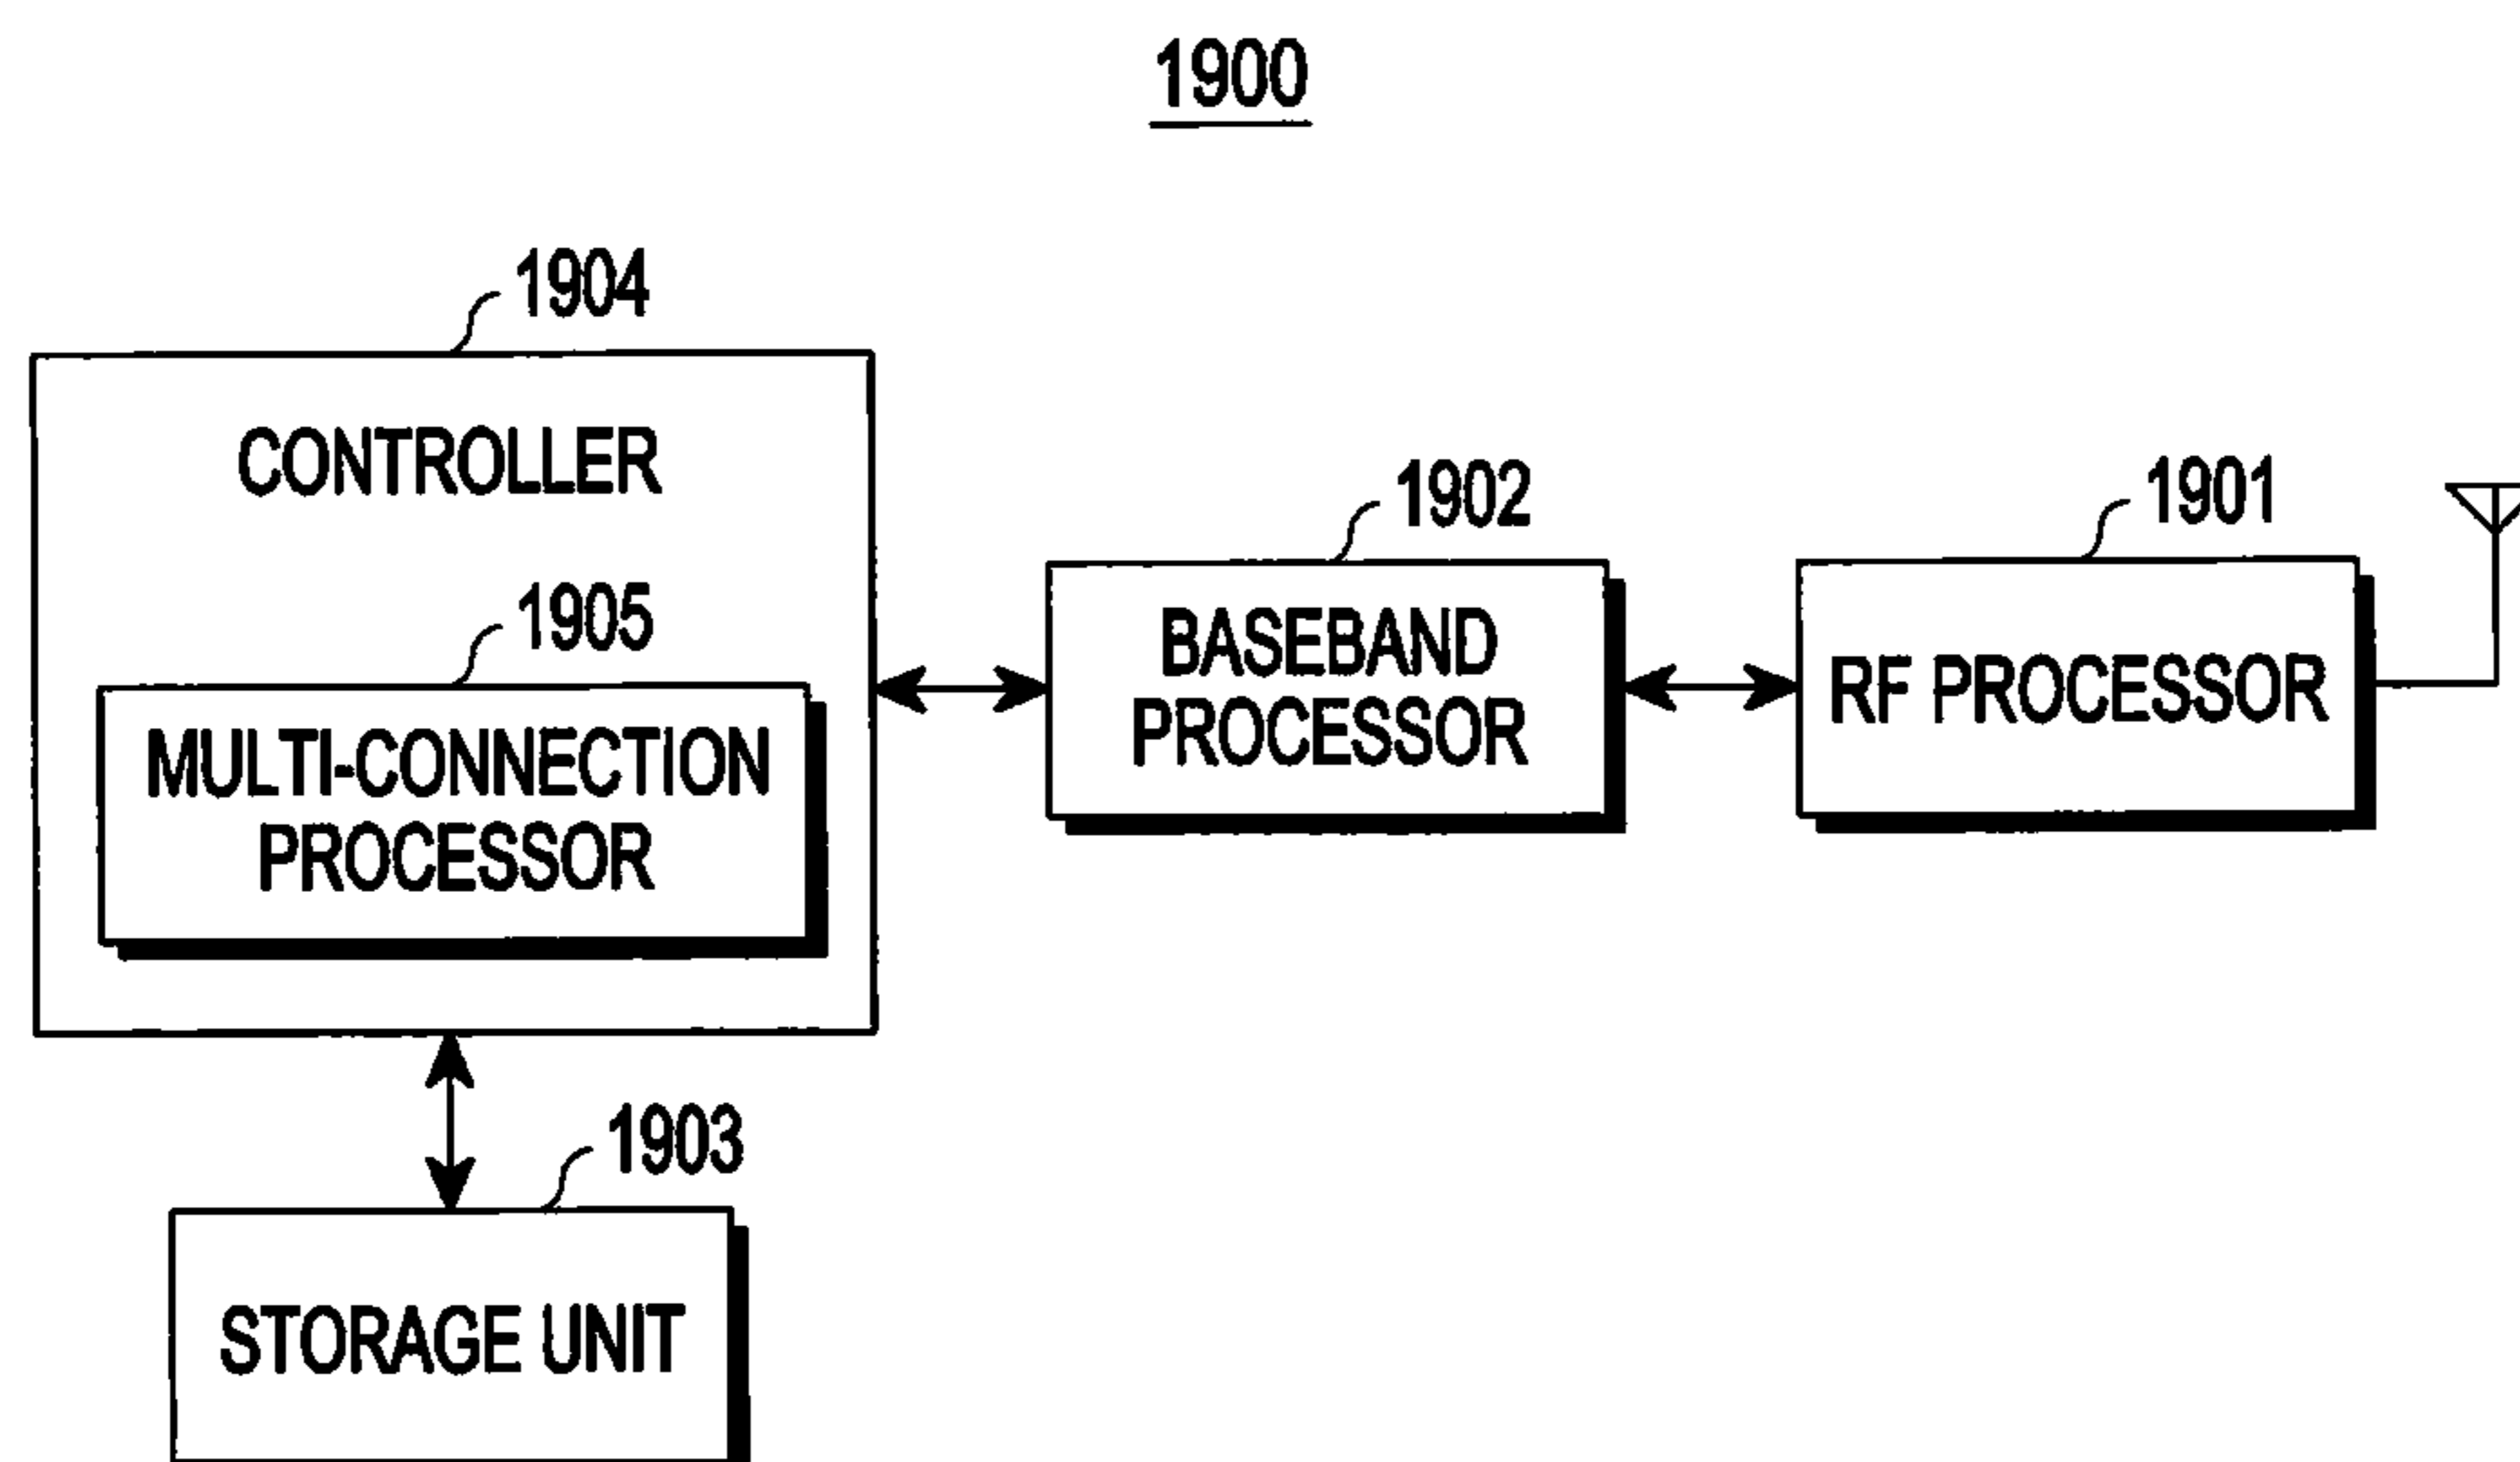 1900
1904
CONTROLLER
1905
MULTI-CONNECTION
PROCESSOR
1902
BASEBAND
PROCESSOR
1901
RF PROCESSOR
1903
STORAGE UNIT